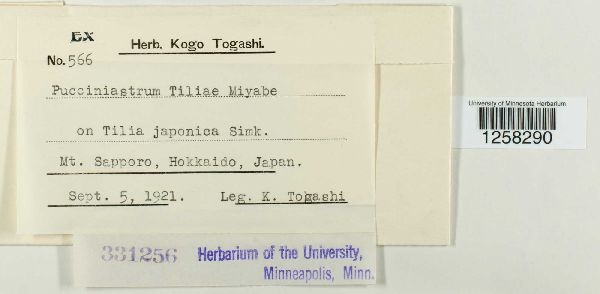 EX
Herb. Kogo Togashi.
No. 566
Pucciniastrum Tiliae Miyabe
on Tilia japonica Simk.
Mt. Sapporo, Hokkaido, Japan.
Sept. 5, 1921. Leg. K. Togashi
University of Minnesota Herbarium
1258290
331256 Herbarium of the University,
Minneapolis, Minn.